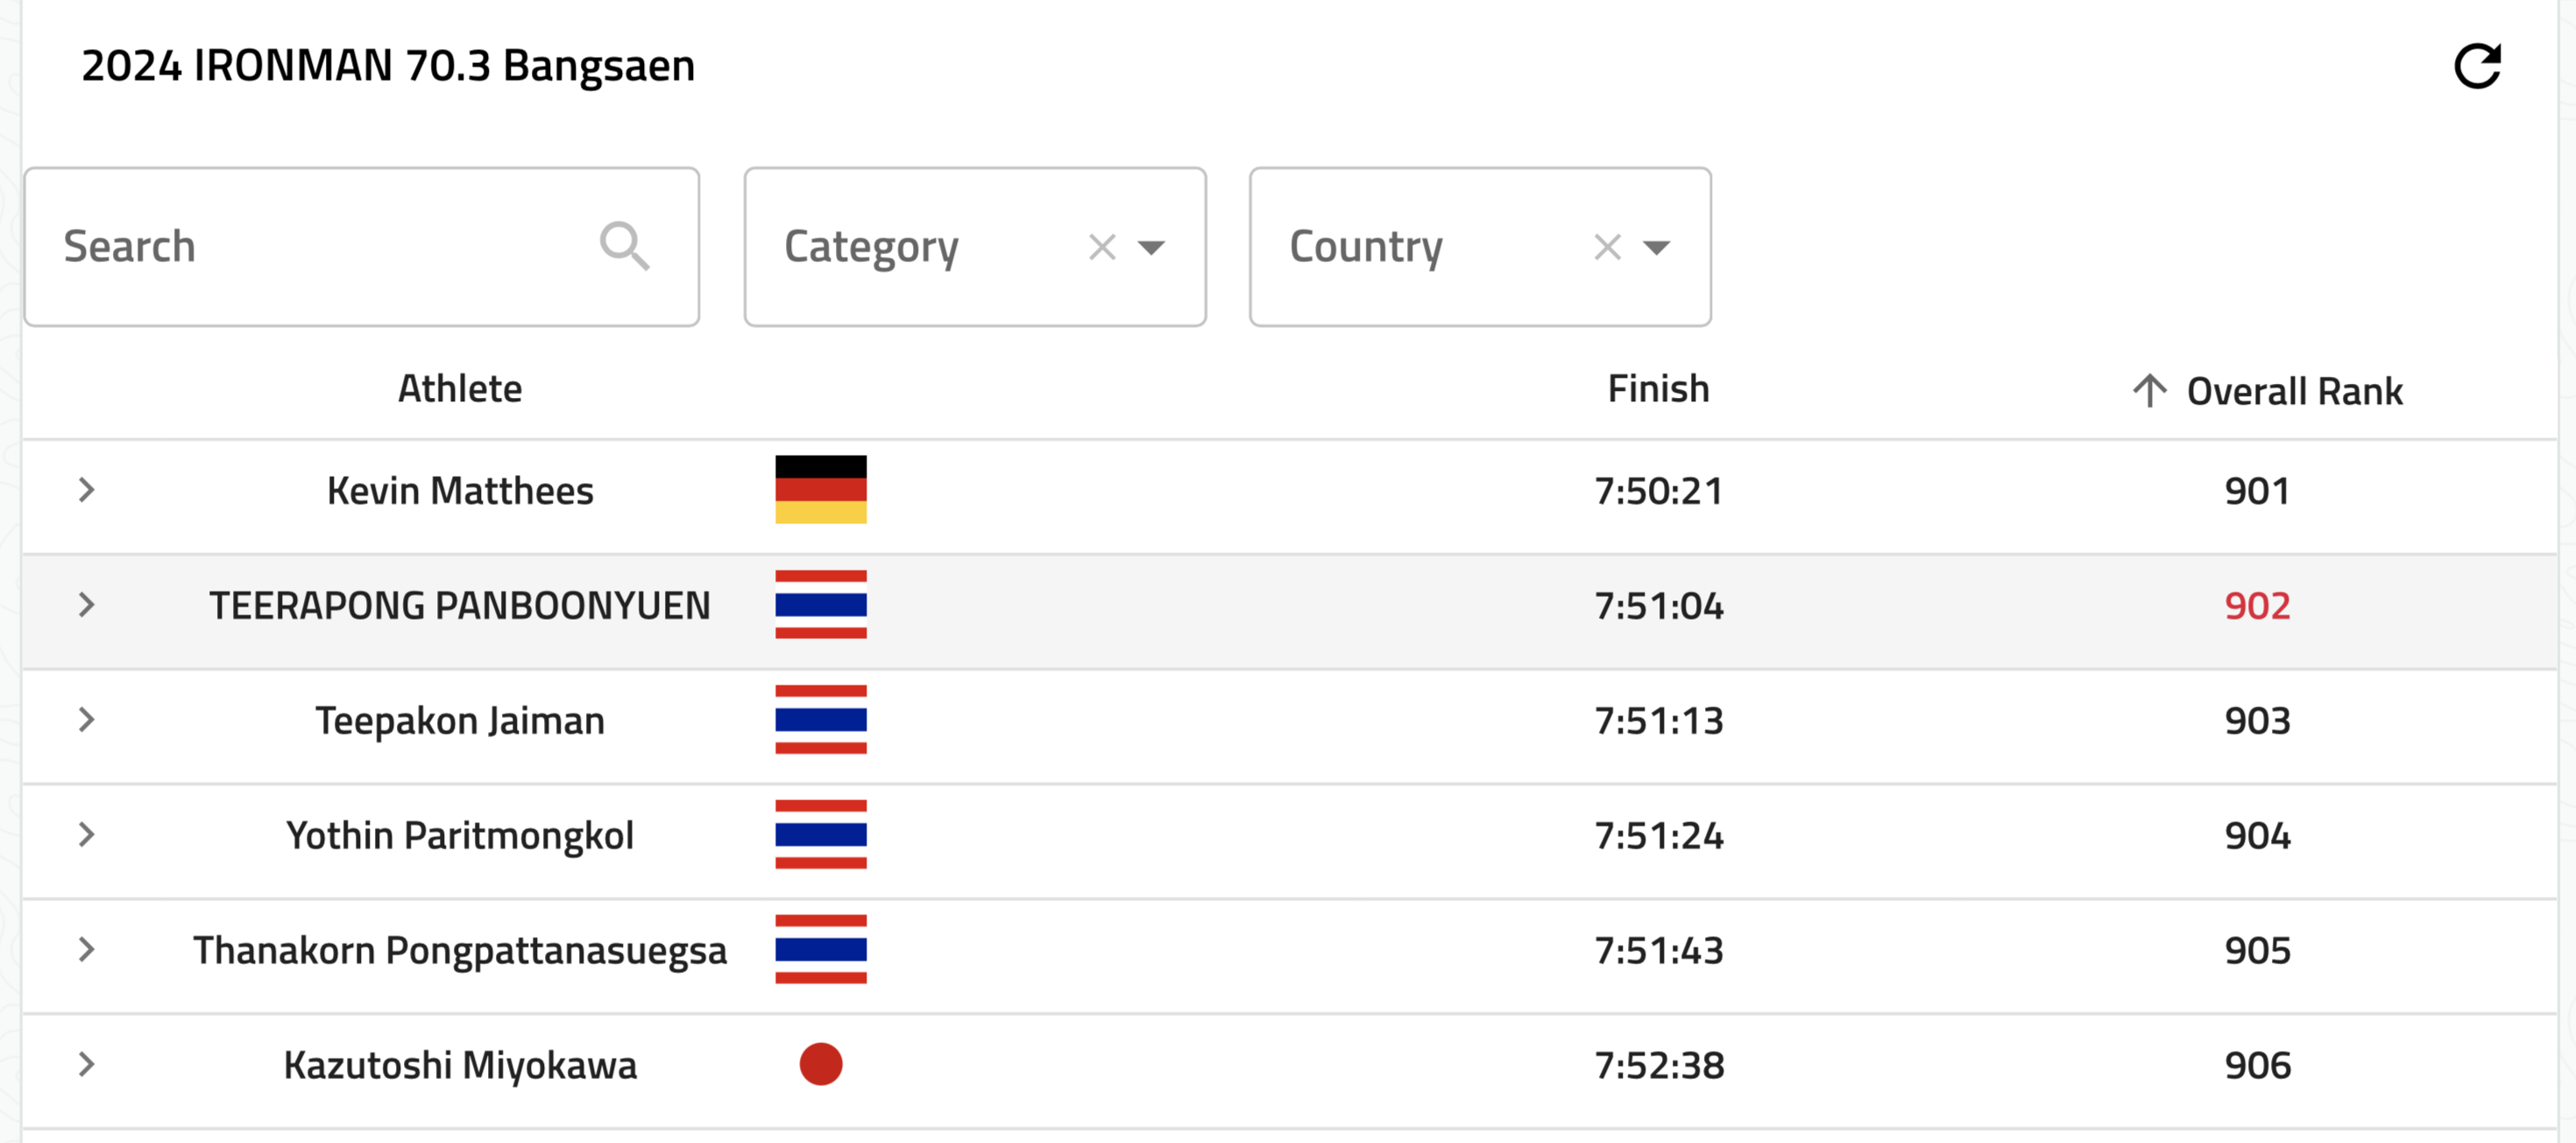 2024 IRONMAN 70.3 Bangsaen
Search Category Country
Athlete Finish Overall Rank
Kevin Matthees 7:50:21 901
TEERAPONG PANBOONYUEN 7:51:04 902
Teepakon Jaiman 7:51:13 903
Yothin Paritmongkol 7:51:24 904
Thanakorn Pongpattanasuegsa 7:51:43 905
Kazutoshi Miyokawa 7:52:38 906